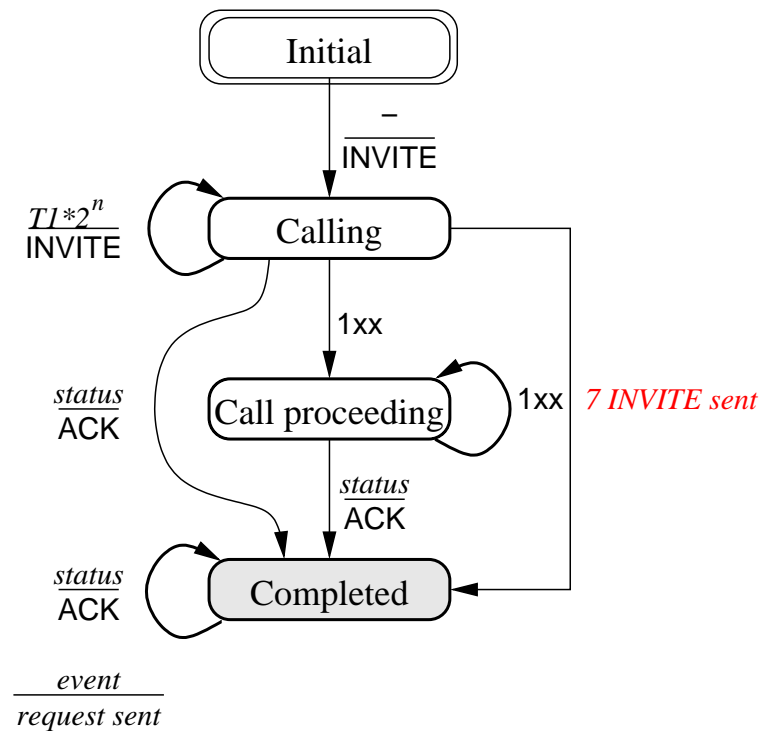 Initial
–
INVITE
T1*2^n
INVITE
Calling
1xx
status
ACK
Call proceeding
1xx
7 INVITE sent
status
ACK
status
ACK
Completed
event
request sent